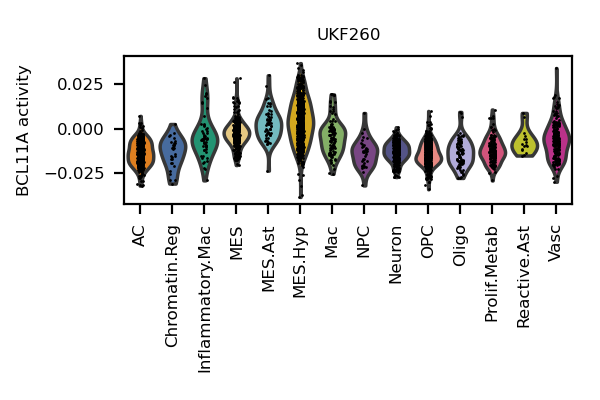 UKF260
BCL11A activity
0.025
0.000
−0.025
AC
Chromatin.Reg
Inflammatory.Mac
MES
MES.Ast
MES.Hyp
Mac
NPC
Neuron
OPC
Oligo
Prolif.Metab
Reactive.Ast
Vasc